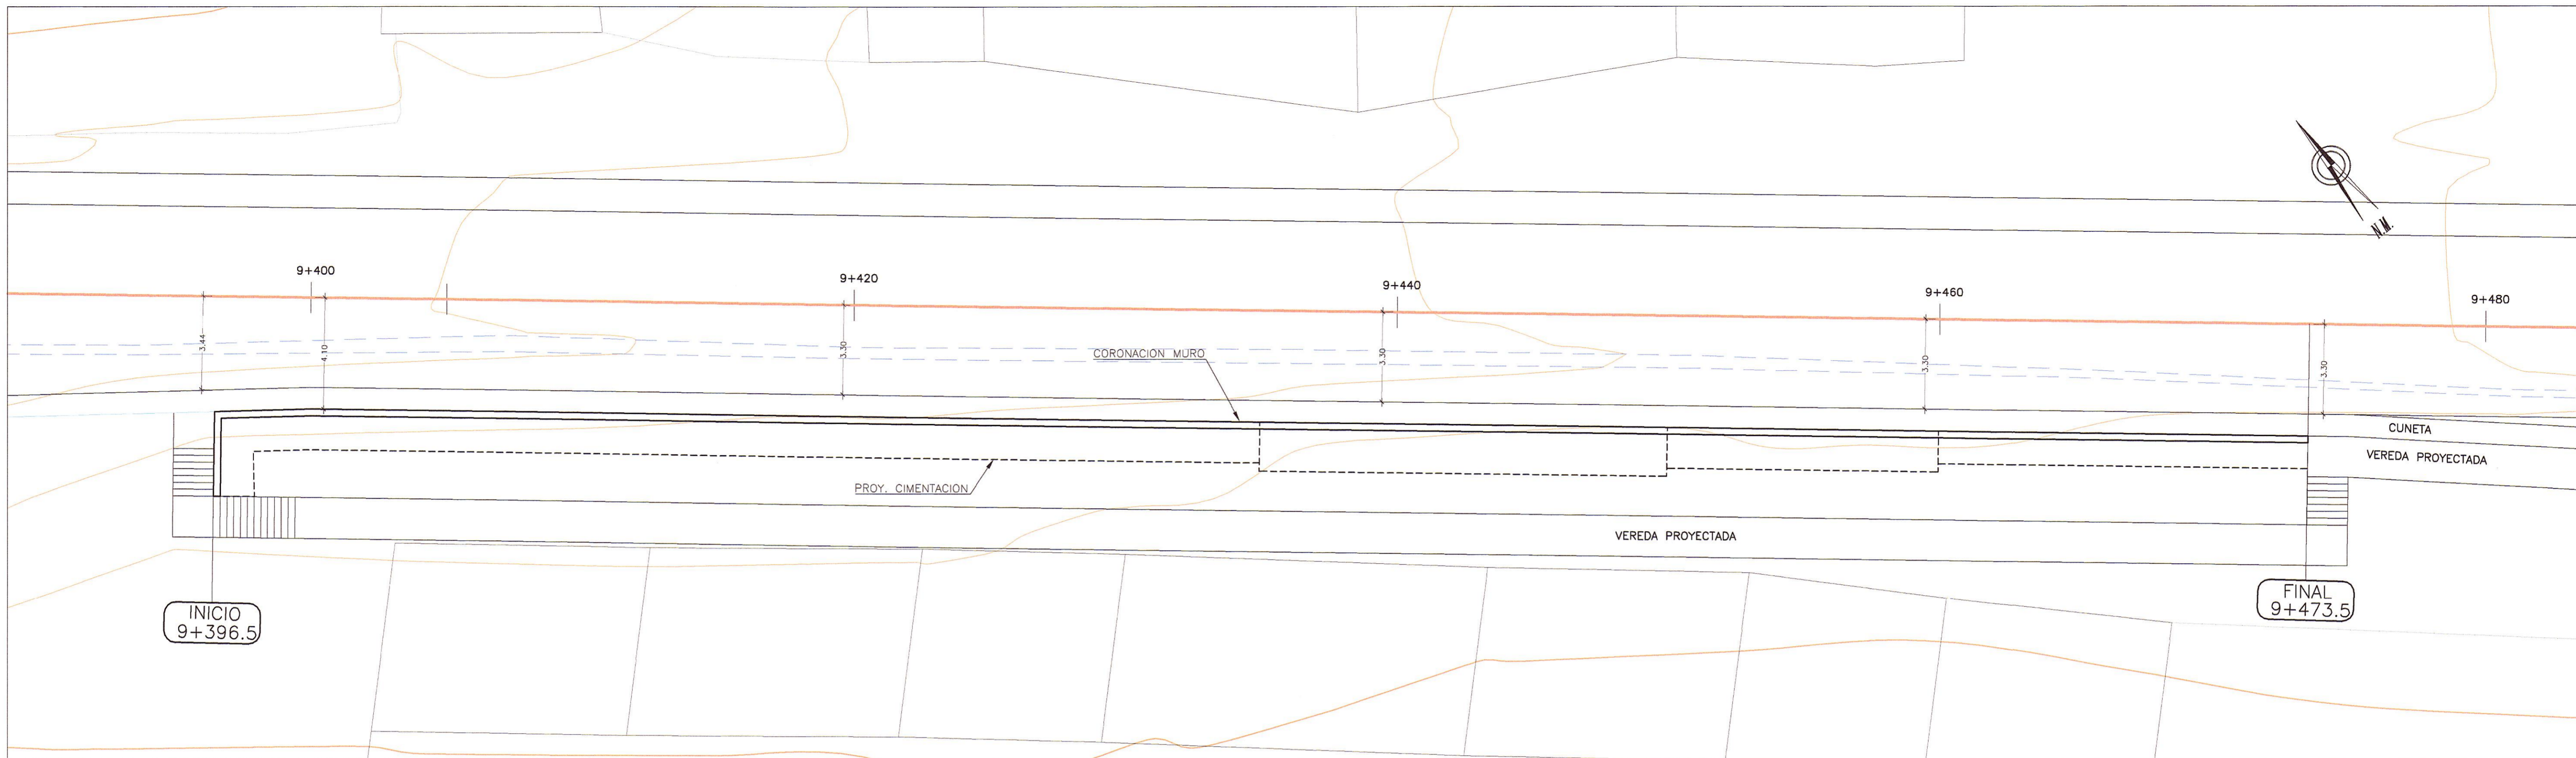 N.M.
9+400
9+420
9+440
9+460
9+480
3.44
4.10
3.30
3.30
3.30
3.30
CORONACION MURO
CUNETA
VEREDA PROYECTADA
PROY. CIMENTACION
VEREDA PROYECTADA
INICIO
9+396.5
FINAL
9+473.5